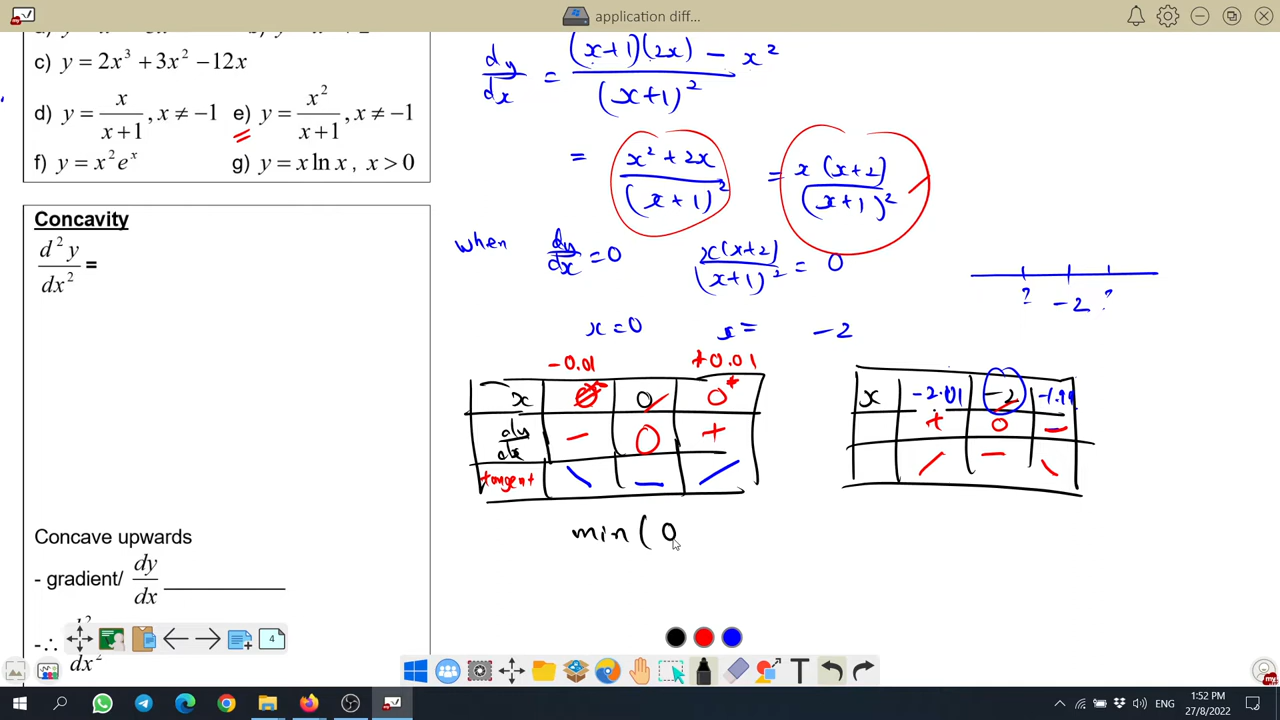 application diff...
c) y = 2x³ + 3x² − 12x
d) y = x/(x+1), x ≠ −1 e) y = x²/(x+1), x ≠ −1
f) y = x²eˣ g) y = x ln x, x > 0
Concavity
d²y/dx² =
Concave upwards
- gradient/ dy/dx ______________
-∴
dx²
4
dy/dx = ((x+1)(2x) − x²)/(x+1)²
= (x² + 2x)/(x+1)² = x(x+2)/(x+1)²
when dy/dx = 0 x(x+2)/(x+1)² = 0
? −2 ?
x = 0 x = −2
−0.01 +0.01
x 0 0⁺
dy/dx − 0 +
tangent \ — /
x −2.01 −2 −1.99
+ 0 −
/ — \
min ( 0
T
1:52 PM
27/8/2022